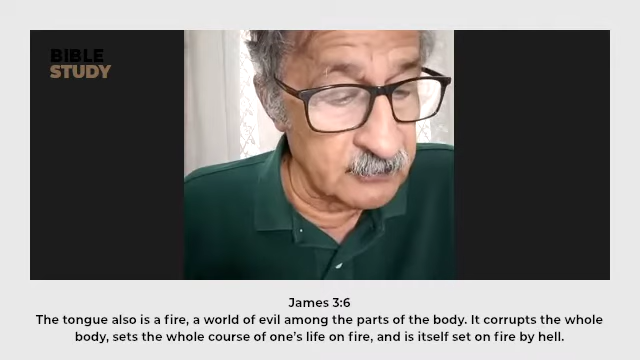 BIBLE
STUDY
James 3:6
The tongue also is a fire, a world of evil among the parts of the body. It corrupts the whole
body, sets the whole course of one's life on fire, and is itself set on fire by hell.